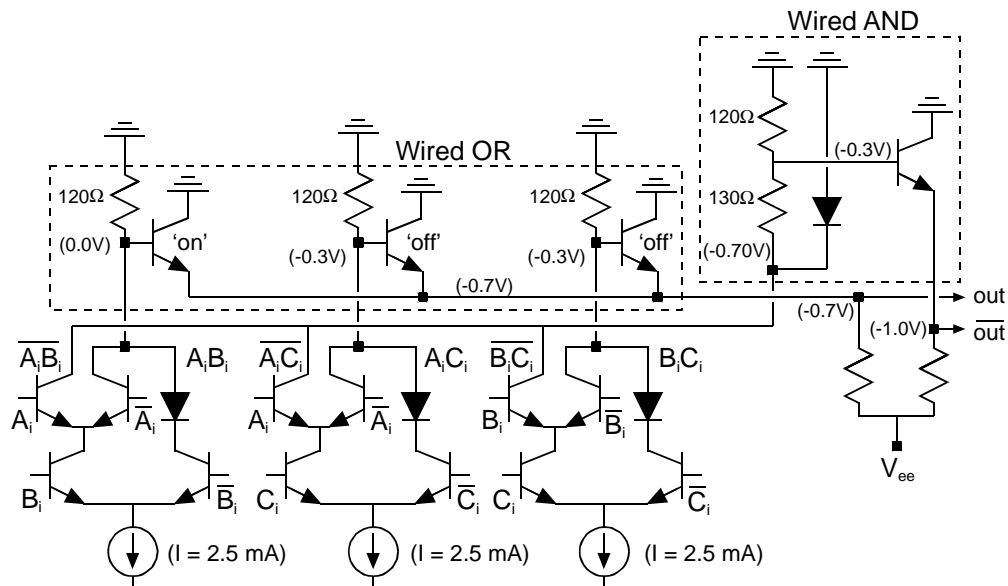 Wired AND
120Ω
(-0.3V)
130Ω
(-0.70V)
Wired OR
120Ω
'on'
(0.0V)
120Ω
'off'
(-0.3V)
120Ω
'off'
(-0.3V)
(-0.7V)
out
(-0.7V)
(-1.0V)
o̅u̅t̅
A̅ᵢB̅ᵢ AᵢBᵢ A̅ᵢC̅ᵢ AᵢCᵢ B̅ᵢC̅ᵢ BᵢCᵢ
Aᵢ A̅ᵢ Aᵢ A̅ᵢ Bᵢ B̅ᵢ
Vₑₑ
Bᵢ B̅ᵢ Cᵢ C̅ᵢ Cᵢ C̅ᵢ
(I = 2.5 mA) (I = 2.5 mA) (I = 2.5 mA)